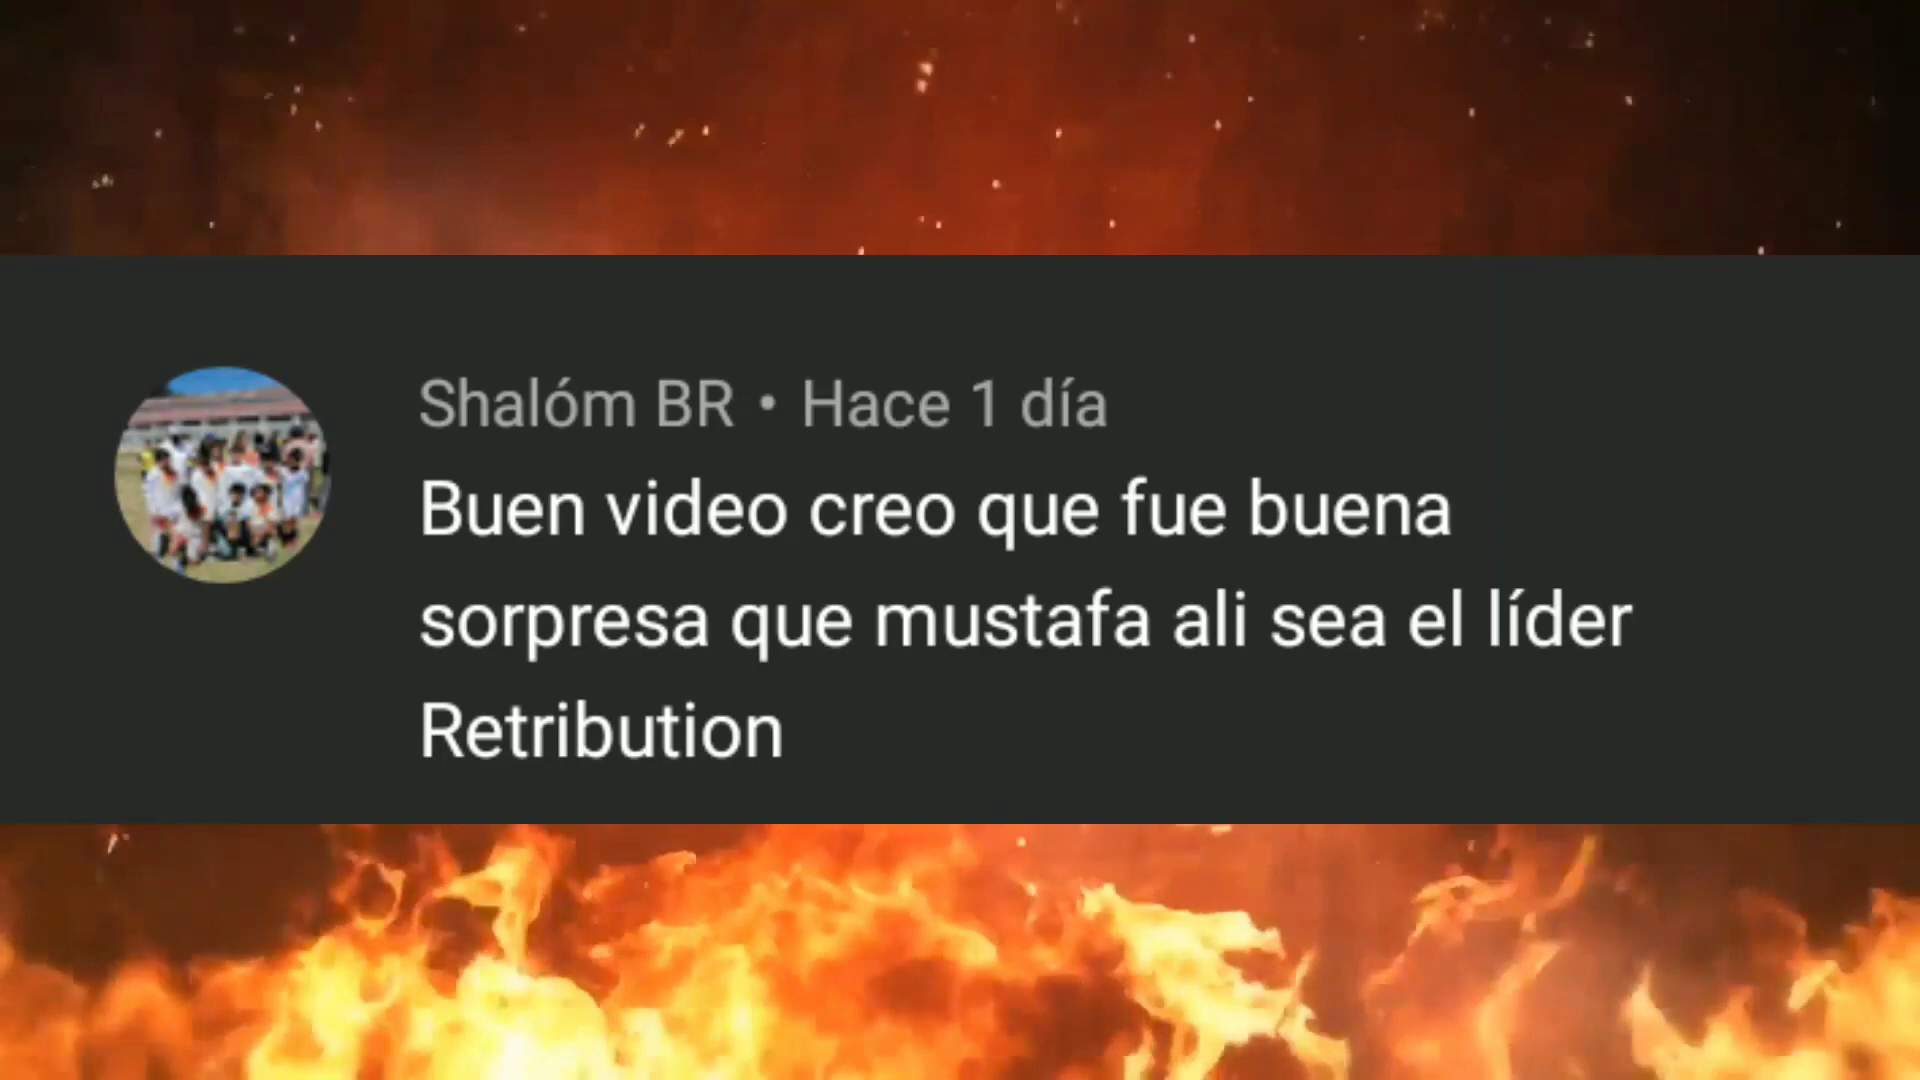 Shalóm BR • Hace 1 día
Buen video creo que fue buena
sorpresa que mustafa ali sea el líder
Retribution